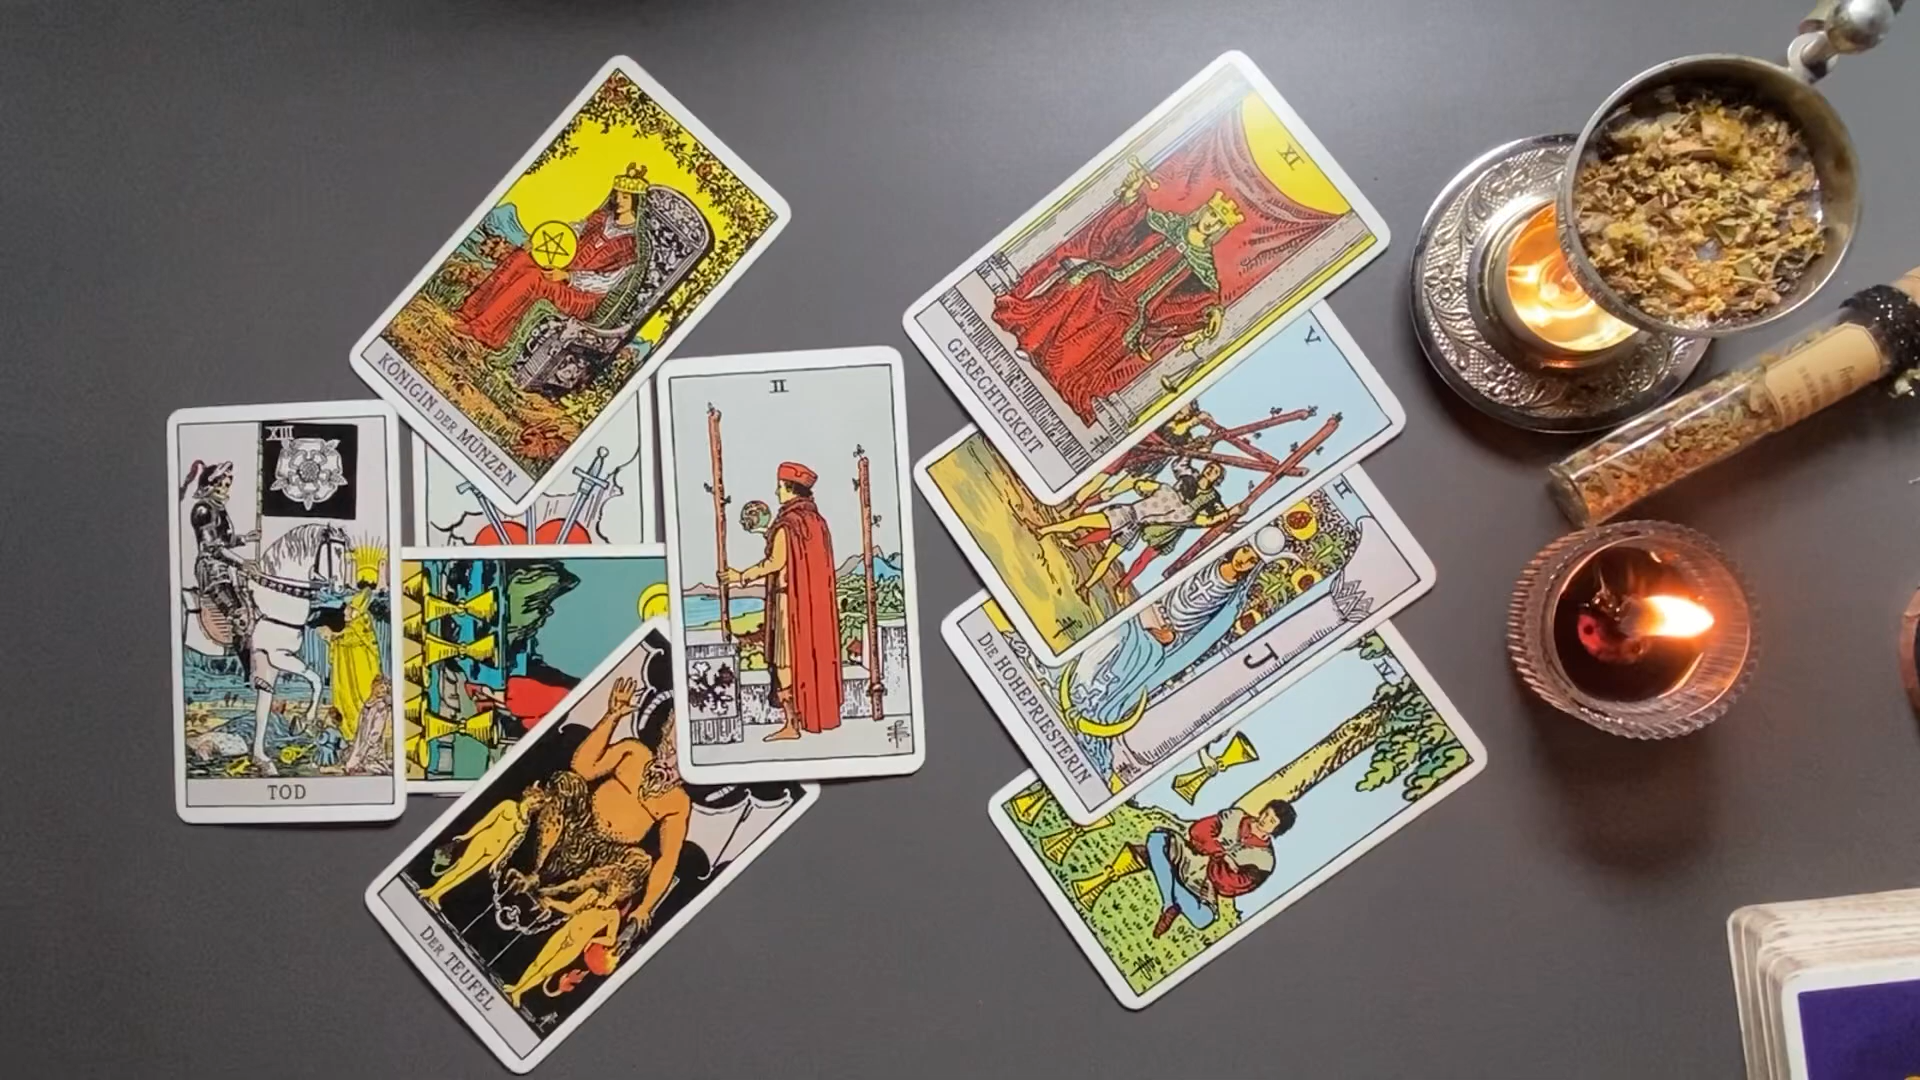 KÖNIGIN DER MÜNZEN
XIII
TOD
II
DER TEUFEL
XI
GERECHTIGKEIT
V
II
J
DIE HOHEPRIESTERIN
IV